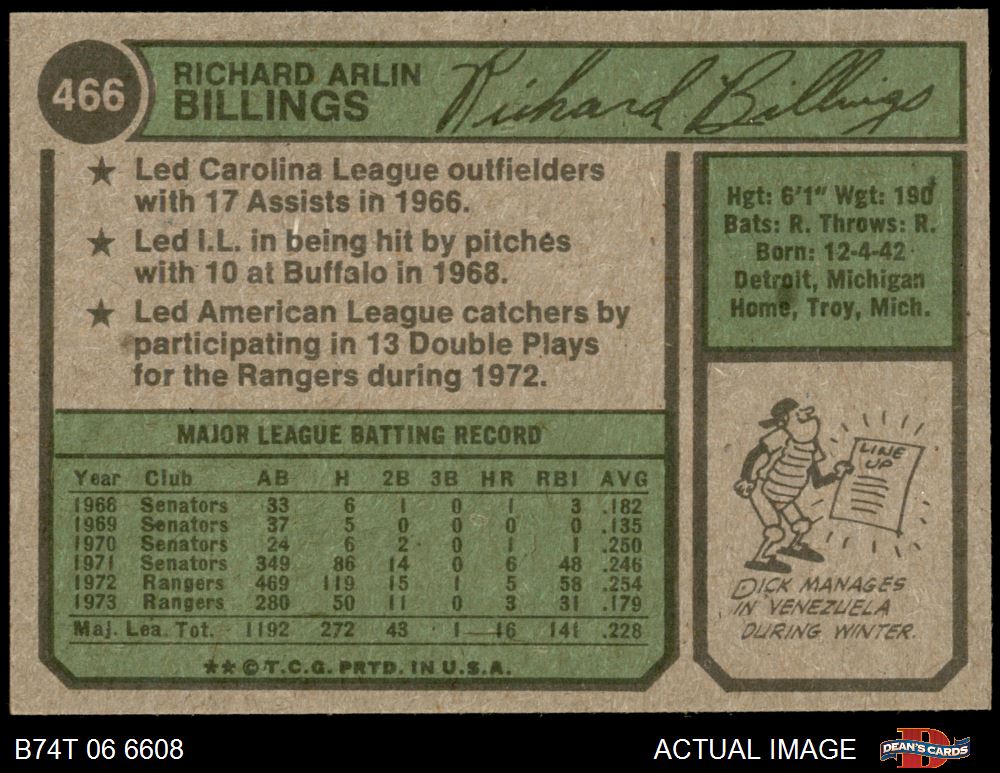 466
RICHARD ARLIN
BILLINGS
Richard Billings
★ Led Carolina League outfielders
with 17 Assists in 1966.
★ Led I.L. in being hit by pitches
with 10 at Buffalo in 1968.
★ Led American League catchers by
participating in 13 Double Plays
for the Rangers during 1972.
Hgt: 6'1" Wgt: 190
Bats: R. Throws: R.
Born: 12-4-42
Detroit, Michigan
Home, Troy, Mich.
LINE
UP
DICK MANAGES
IN VENEZUELA
DURING WINTER.
MAJOR LEAGUE BATTING RECORD
Year Club AB H 2B 3B HR RBI AVG
1968 Senators 33 6 1 0 1 3 .182
1969 Senators 37 5 0 0 0 0 .135
1970 Senators 24 6 2 0 1 1 .250
1971 Senators 349 86 14 0 6 48 .246
1972 Rangers 469 119 15 1 5 58 .254
1973 Rangers 280 50 11 0 3 31 .179
Maj. Lea. Tot. 1192 272 43 1 16 141 .228
★★ © T.C.G. PRTD. IN U.S.A.
B74T 06 6608
ACTUAL IMAGE
DEAN'S CARDS